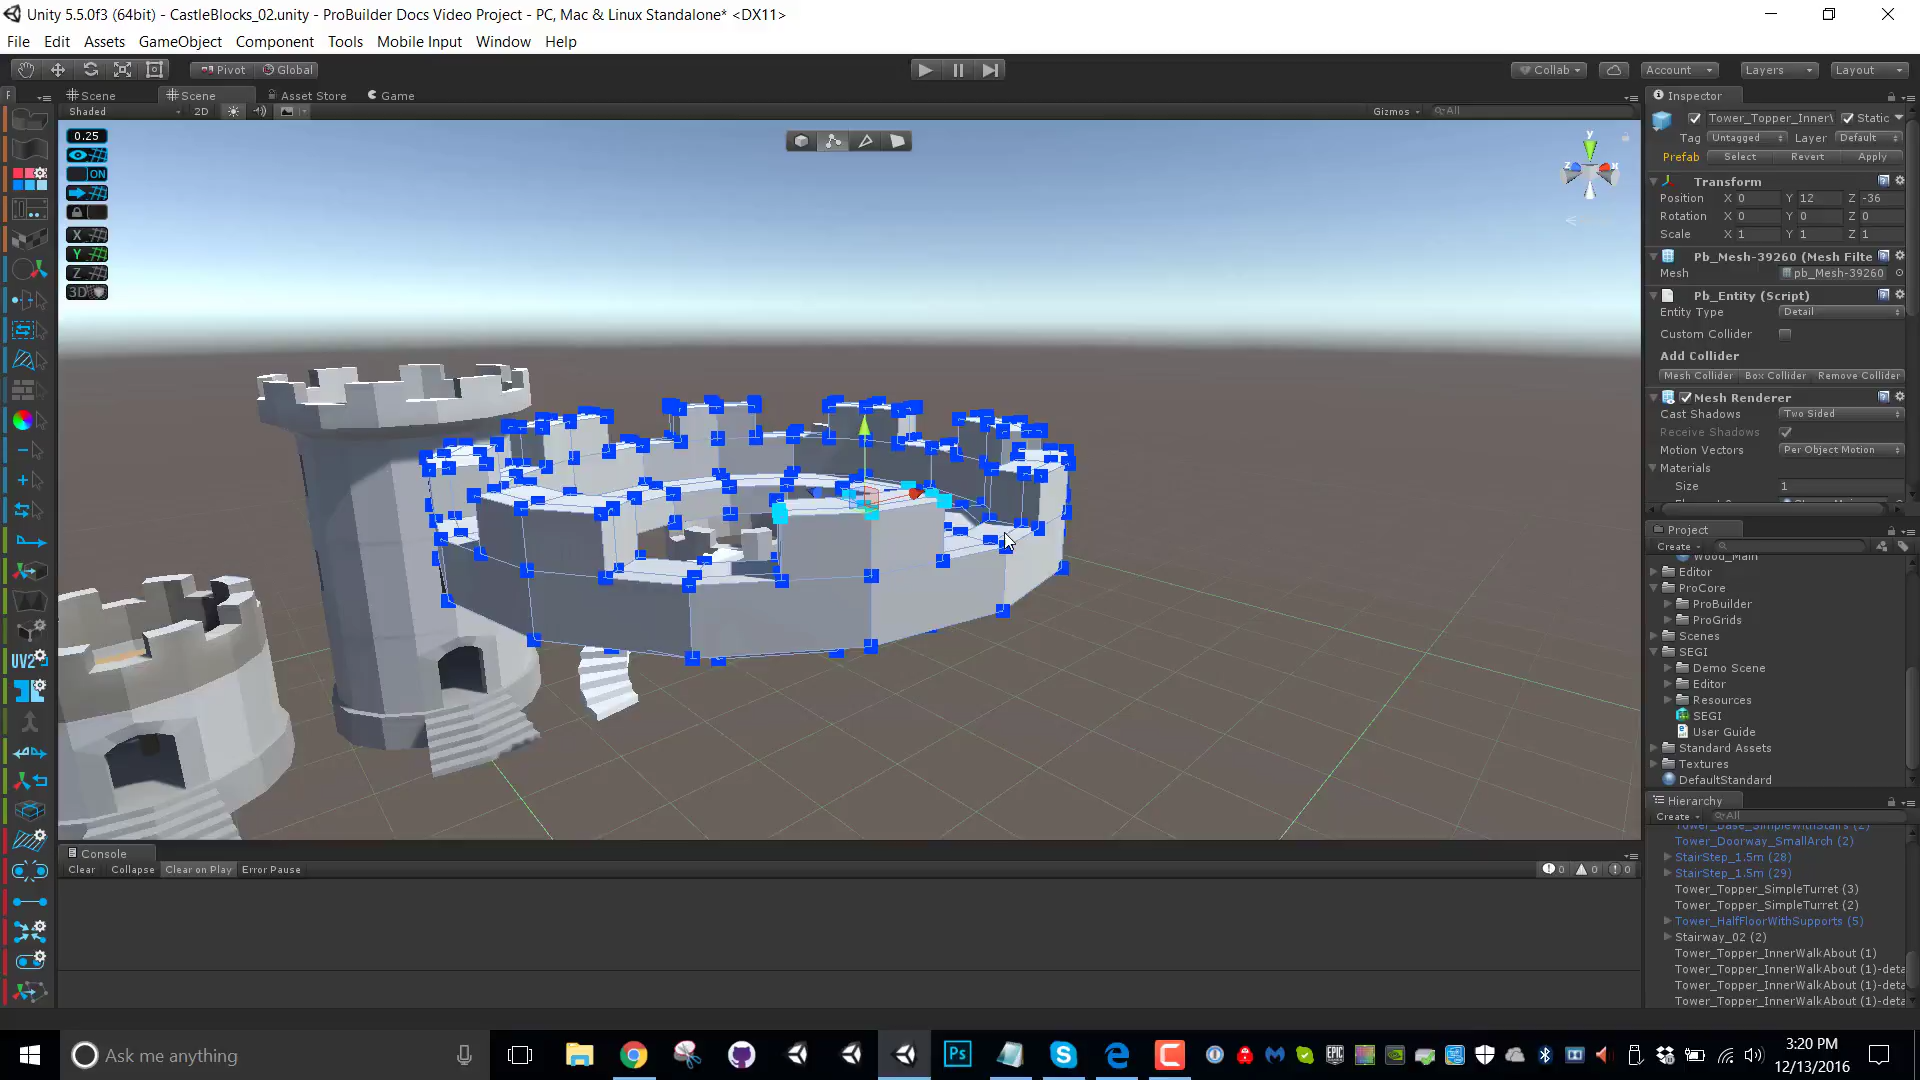 Unity 5.5.0f3 (64bit) - CastleBlocks_02.unity - ProBuilder Docs Video Project - PC, Mac & Linux Standalone* <DX11>
File Edit Assets GameObject Component Tools Mobile Input Window Help
Pivot Global Collab Account Layers Layout
Scene Scene Asset Store Game
Shaded 2D Gizmos All
0.25
ON
X
Y
Z
3D
y
z x
UV2
Inspector
Tower_Topper_Inner\ Static
Tag Untagged Layer Default
Prefab Select Revert Apply
Transform
Position X 0 Y 12 Z -36
Rotation X 0 Y 0 Z 0
Scale X 1 Y 1 Z 1
Pb_Mesh-39260 (Mesh Filte
Mesh pb_Mesh-39260
Pb_Entity (Script)
Entity Type Detail
Custom Collider
Add Collider
Mesh Collider Box Collider Remove Collider
Mesh Renderer
Cast Shadows Two Sided
Receive Shadows
Motion Vectors Per Object Motion
Materials
Size 1
Project
Create
Wood_Main
Editor
ProCore
ProBuilder
ProGrids
Scenes
SEGI
Demo Scene
Editor
Resources
SEGI
User Guide
Standard Assets
Textures
DefaultStandard
Hierarchy
Create All
Tower_Base_SimpleWithStairs (2)
Tower_Doorway_SmallArch (2)
StairStep_1.5m (28)
StairStep_1.5m (29)
Tower_Topper_SimpleTurret (3)
Tower_Topper_SimpleTurret (2)
Tower_HalfFloorWithSupports (5)
Stairway_02 (2)
Tower_Topper_InnerWalkAbout (1)
Tower_Topper_InnerWalkAbout (1)-deta
Tower_Topper_InnerWalkAbout (1)-deta
Tower_Topper_InnerWalkAbout (1)-deta
Console
Clear Collapse Clear on Play Error Pause 0 0 0
Ask me anything
Ps
EPIC
3:20 PM
12/13/2016